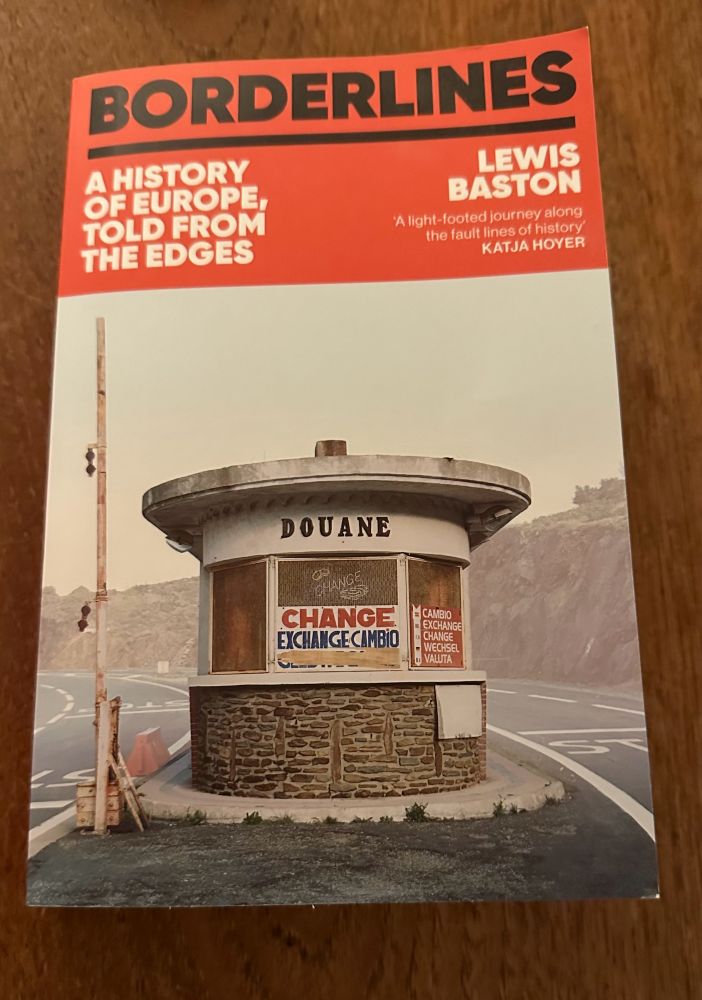 BORDERLINES
A HISTORY
OF EUROPE,
TOLD FROM
THE EDGES
LEWIS
BASTON
‘A light-footed journey along
the fault lines of history’
KATJA HOYER
DOUANE
CHANGE
CHANGE
EXCHANGE·CAMBIO
CAMBIO
EXCHANGE
CHANGE
WECHSEL
VALUTA